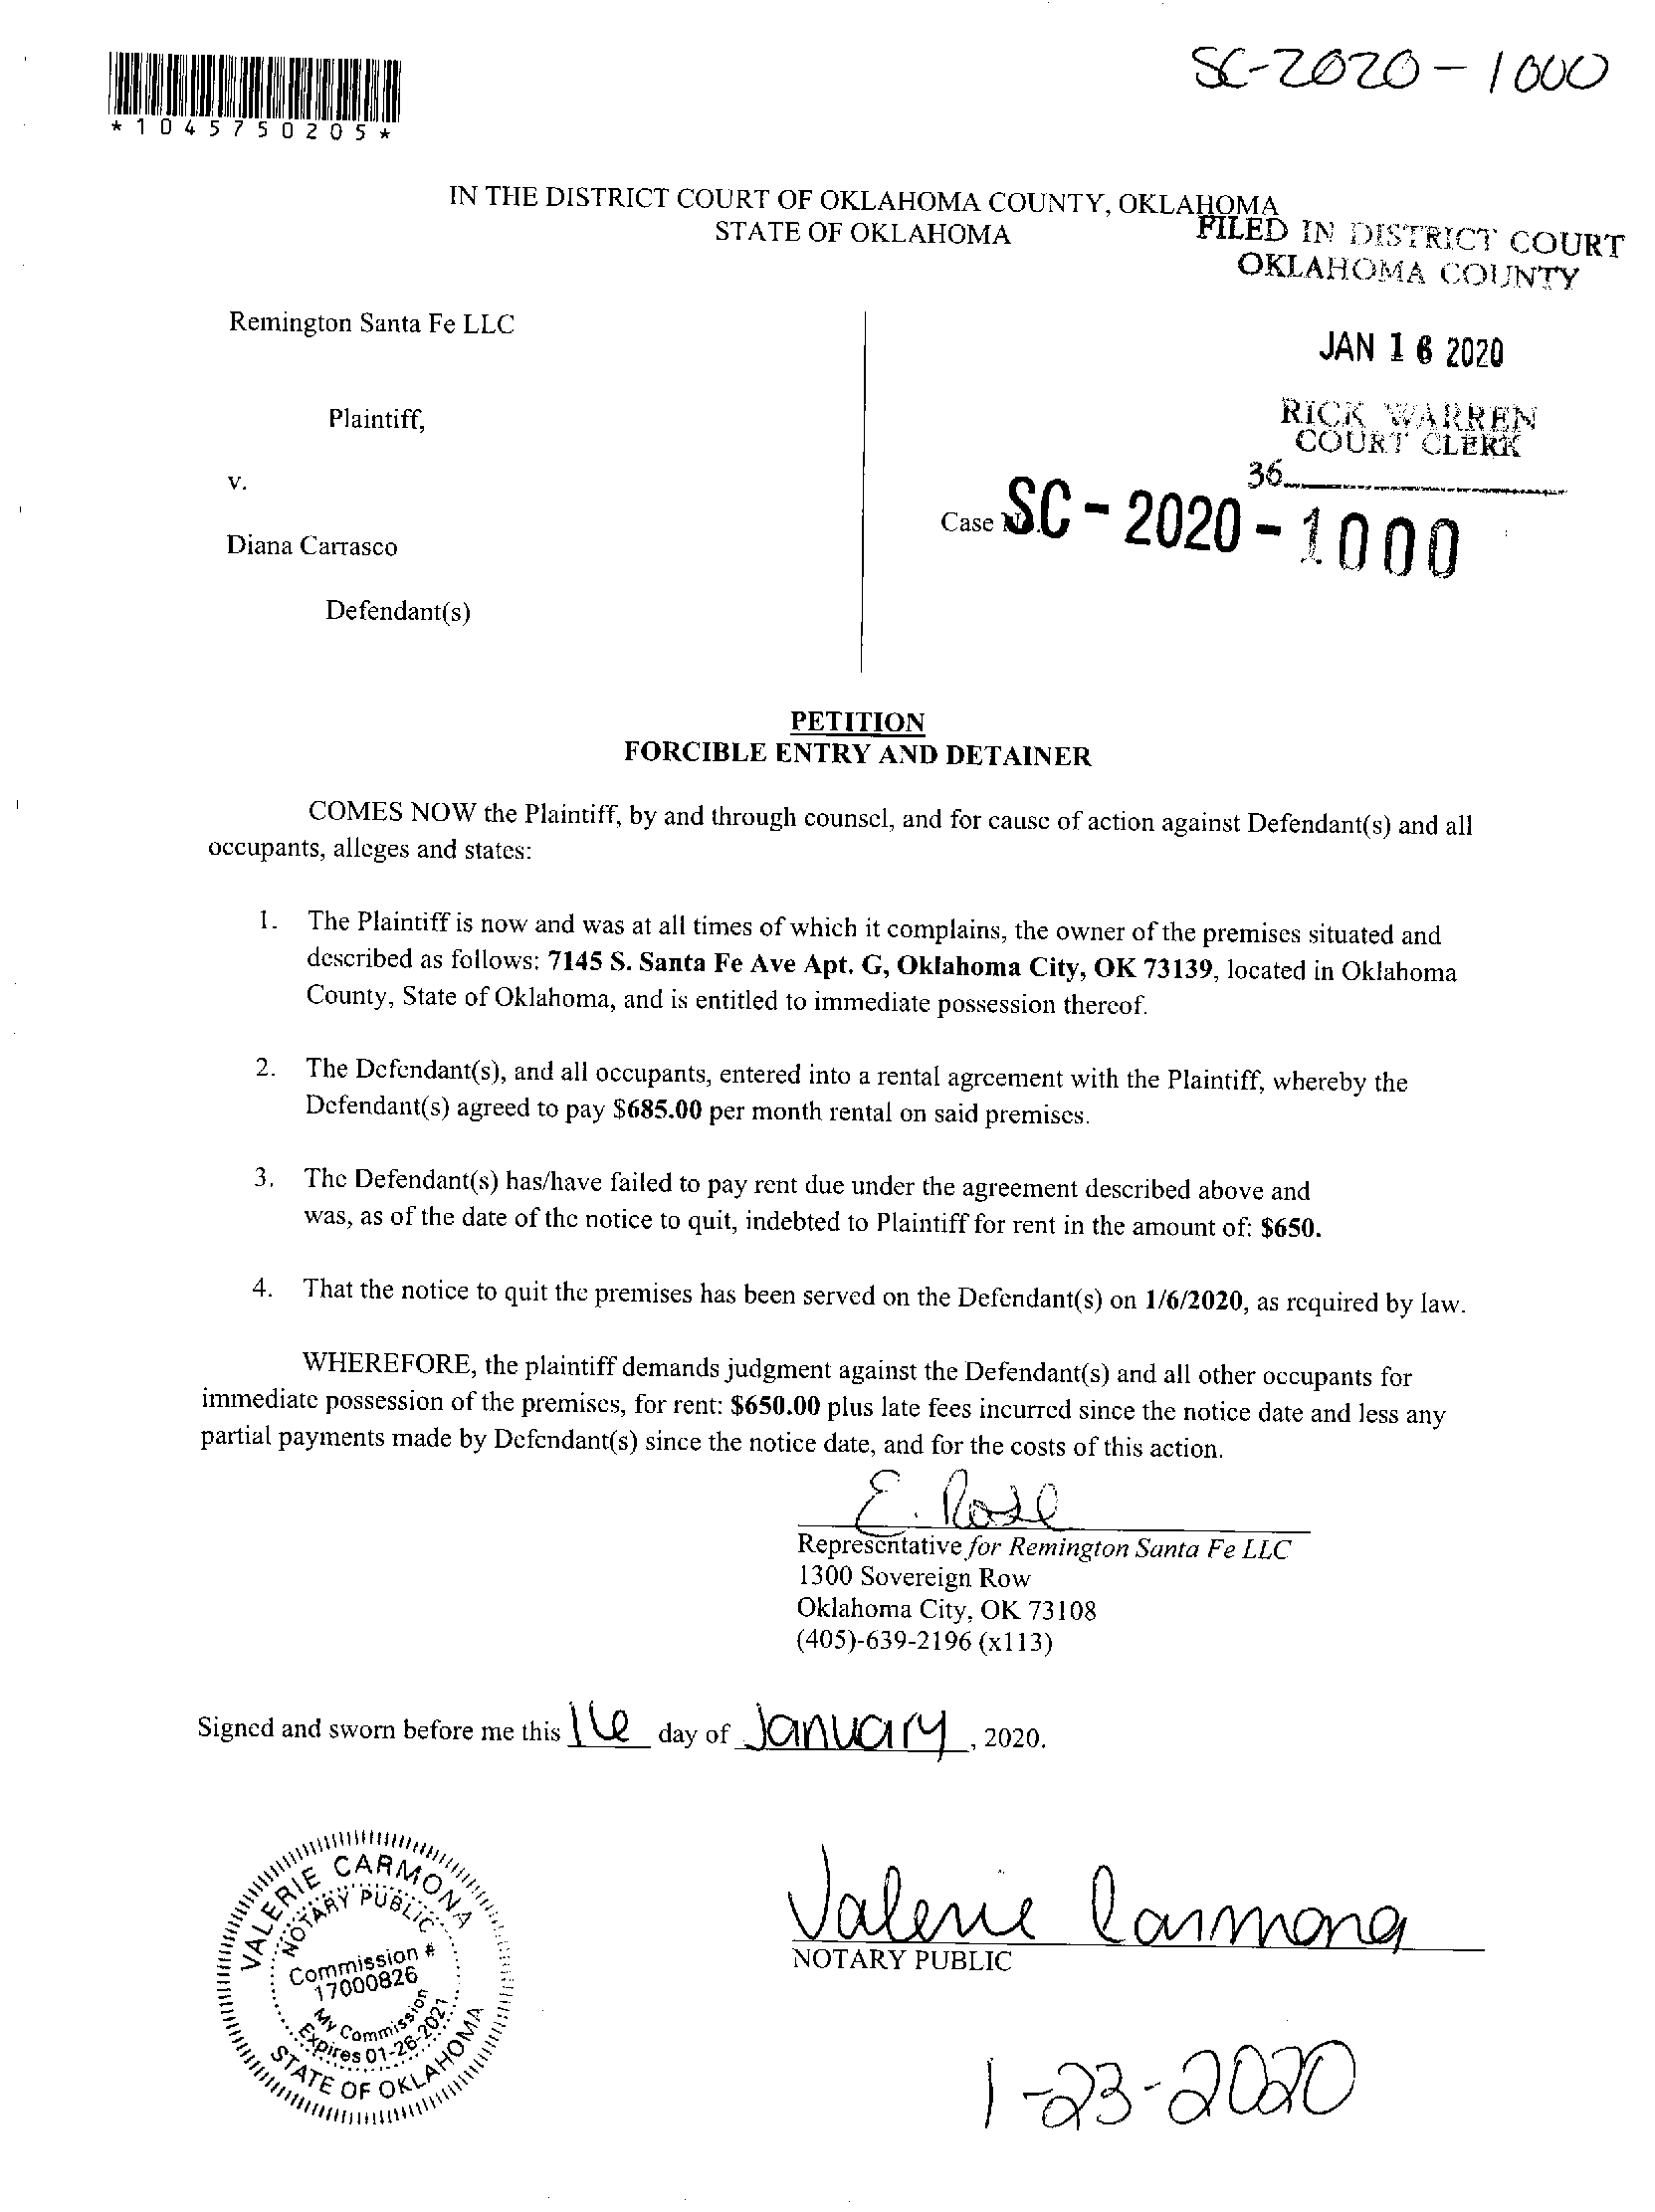 SC-2020-1000
*1045750205*
IN THE DISTRICT COURT OF OKLAHOMA COUNTY, OKLAHOMA
STATE OF OKLAHOMA
FILED IN DISTRICT COURT
OKLAHOMA COUNTY
Remington Santa Fe LLC
JAN 16 2020
Plaintiff,
RICK WARREN
COURT CLERK
36
v.
Case No. SC-2020-1000
Diana Carrasco
Defendant(s)
PETITION
FORCIBLE ENTRY AND DETAINER
COMES NOW the Plaintiff, by and through counsel, and for cause of action against Defendant(s) and all
occupants, alleges and states:
1. The Plaintiff is now and was at all times of which it complains, the owner of the premises situated and
described as follows: 7145 S. Santa Fe Ave Apt. G, Oklahoma City, OK 73139, located in Oklahoma
County, State of Oklahoma, and is entitled to immediate possession thereof.
2. The Defendant(s), and all occupants, entered into a rental agreement with the Plaintiff, whereby the
Defendant(s) agreed to pay $685.00 per month rental on said premises.
3. The Defendant(s) has/have failed to pay rent due under the agreement described above and
was, as of the date of the notice to quit, indebted to Plaintiff for rent in the amount of: $650.
4. That the notice to quit the premises has been served on the Defendant(s) on 1/6/2020, as required by law.
WHEREFORE, the plaintiff demands judgment against the Defendant(s) and all other occupants for
immediate possession of the premises, for rent: $650.00 plus late fees incurred since the notice date and less any
partial payments made by Defendant(s) since the notice date, and for the costs of this action.
E. Rose
Representative for Remington Santa Fe LLC
1300 Sovereign Row
Oklahoma City, OK 73108
(405)-639-2196 (x113)
Signed and sworn before me this 16 day of January, 2020.
VALERIE CARMONA
NOTARY PUBLIC
Commission #
17000826
My Commission
Expires 01-26-2021
STATE OF OKLAHOMA
Valerie Carmona
NOTARY PUBLIC
1-23-2020